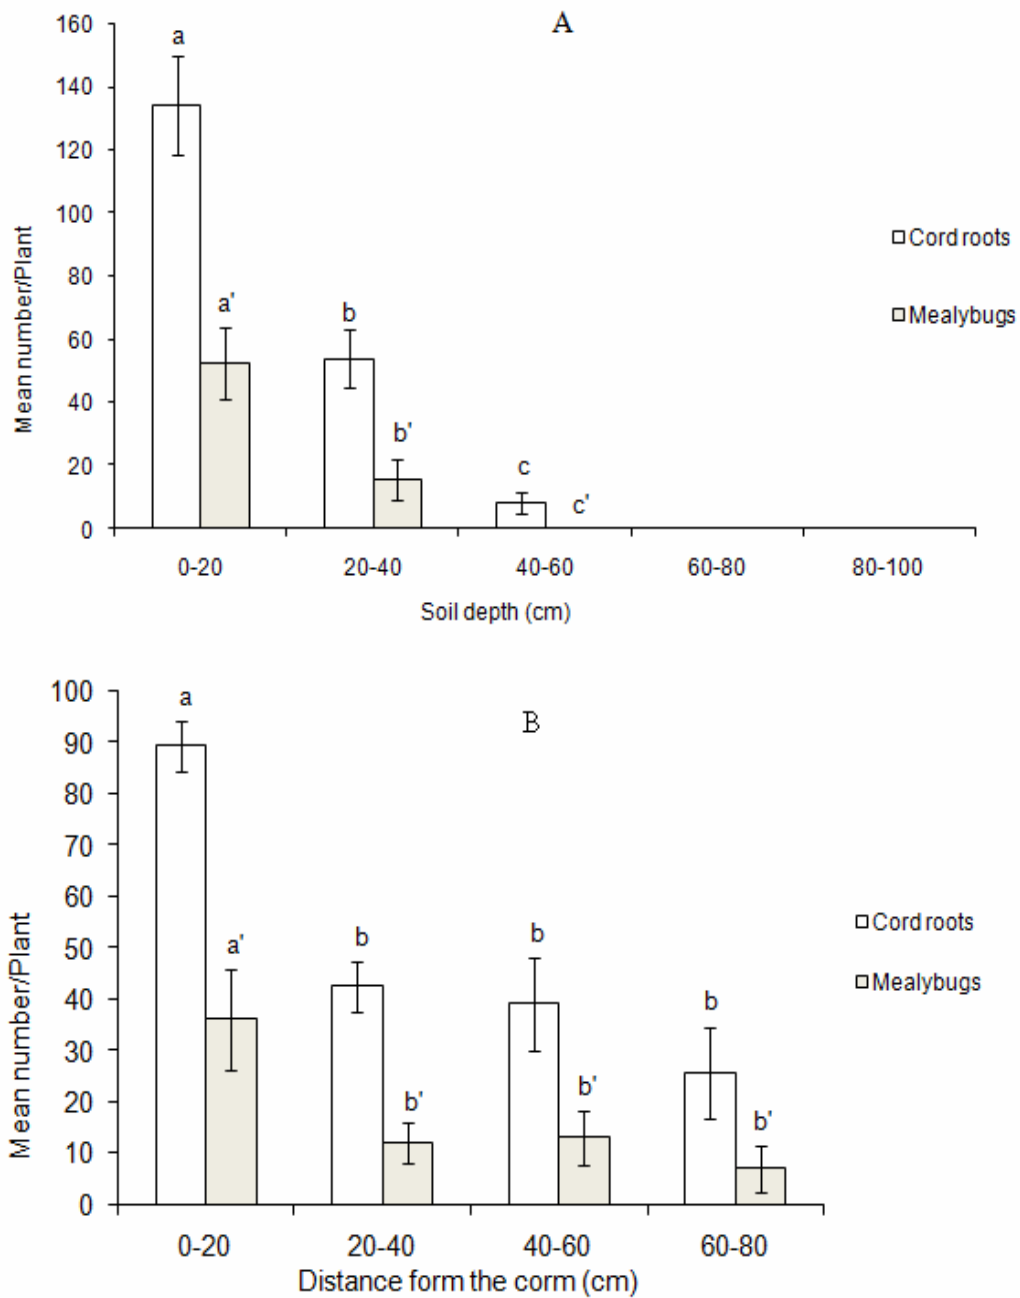 A
160
140
120
100
80
60
40
20
0
Mean number/Plant
a
a'
b
b'
c
c'
Cord roots
Mealybugs
0-20 20-40 40-60 60-80 80-100
Soil depth (cm)
B
100
90
80
70
60
50
40
30
20
10
0
Mean number/Plant
a
a'
b
b'
b
b'
b
b'
Cord roots
Mealybugs
0-20 20-40 40-60 60-80
Distance form the corm (cm)